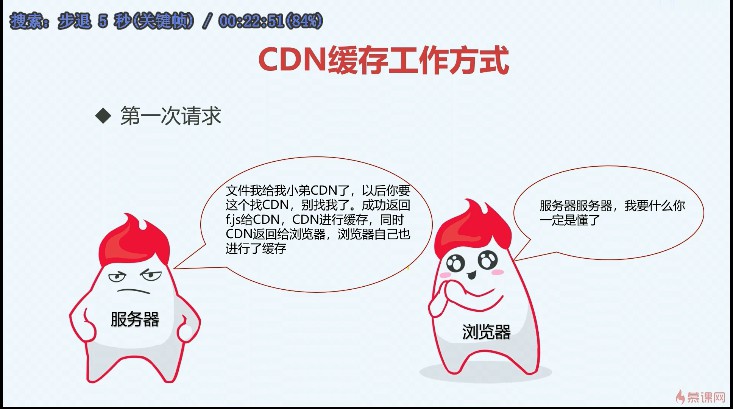 搜索: 步退 5 秒(关键帧) / 00:22:51(84%)
CDN缓存工作方式
◆ 第一次请求
文件我给我小弟CDN了，以后你要
这个找CDN，别找我了。成功返回
f.js给CDN，CDN进行缓存，同时
CDN返回给浏览器，浏览器自己也
进行了缓存
服务器服务器，我要什么你
一定是懂了
服务器
浏览器
慕课网